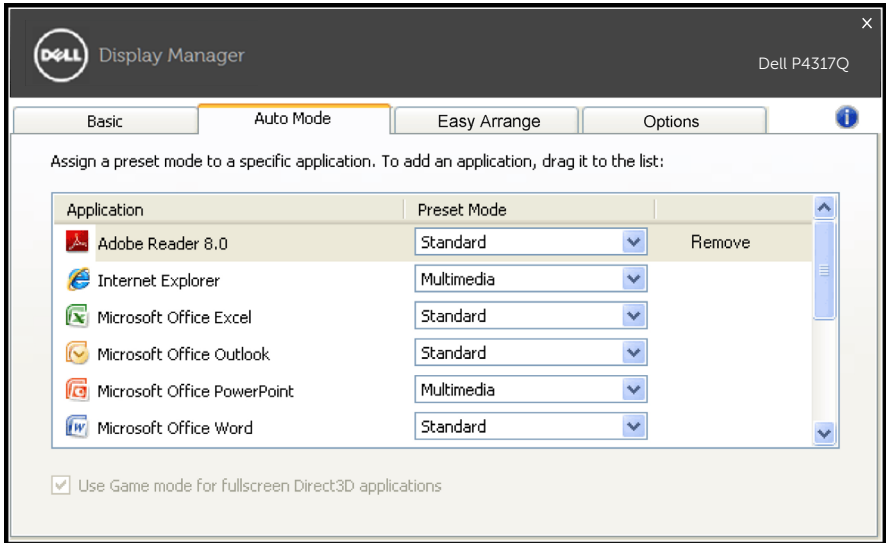 X
DELL Display Manager
Dell P4317Q
Basic Auto Mode Easy Arrange Options i
Assign a preset mode to a specific application. To add an application, drag it to the list:
Application Preset Mode
Adobe Reader 8.0 Standard Remove
Internet Explorer Multimedia
Microsoft Office Excel Standard
Microsoft Office Outlook Standard
Microsoft Office PowerPoint Multimedia
Microsoft Office Word Standard
Use Game mode for fullscreen Direct3D applications